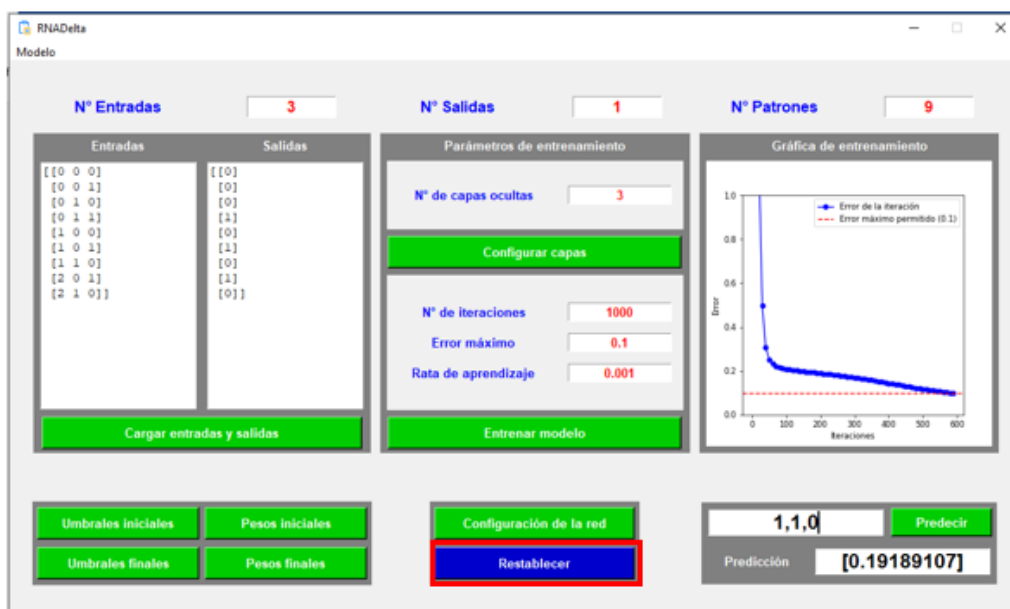 RNADelta
Modelo
N° Entradas 3 N° Salidas 1 N° Patrones 9
Entradas Salidas
[[0 0 0]
[0 0 1]
[0 1 0]
[0 1 1]
[1 0 0]
[1 0 1]
[1 1 0]
[2 0 1]
[2 1 0]]
[[0]
[0]
[0]
[1]
[0]
[1]
[0]
[1]
[0]]
Cargar entradas y salidas
Parámetros de entrenamiento
N° de capas ocultas 3
Configurar capas
N° de iteraciones 1000
Error máximo 0.1
Rata de aprendizaje 0.001
Entrenar modelo
Gráfica de entrenamiento
Error de la iteración
Error máximo permitido (0.1)
1.0
0.8
0.6
0.4
0.2
0.0
Error
0 100 200 300 400 500 600
Iteraciones
Umbrales iniciales Pesos iniciales
Umbrales finales Pesos finales
Configuración de la red
Restablecer
1,1,0 Predecir
Predicción [0.19189107]